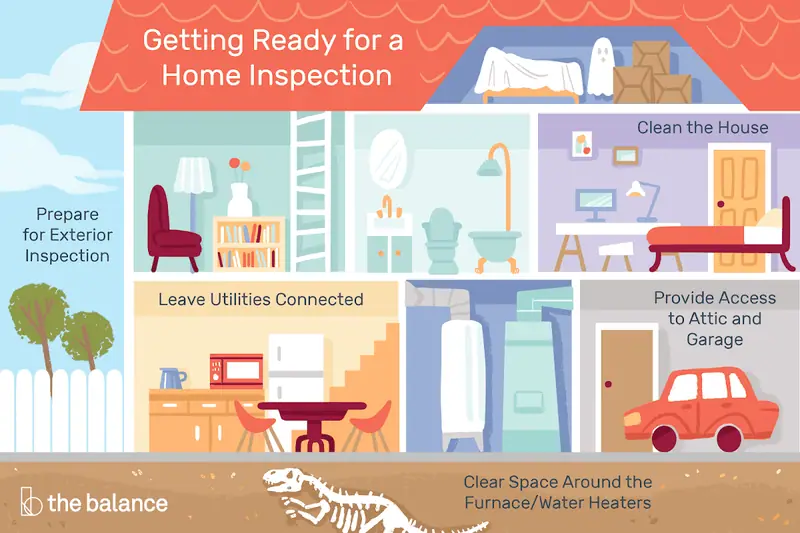 Getting Ready for a
Home Inspection
Clean the House
Prepare
for Exterior
Inspection
Leave Utilities Connected
Provide Access
to Attic and
Garage
Clear Space Around the
Furnace/Water Heaters
the balance